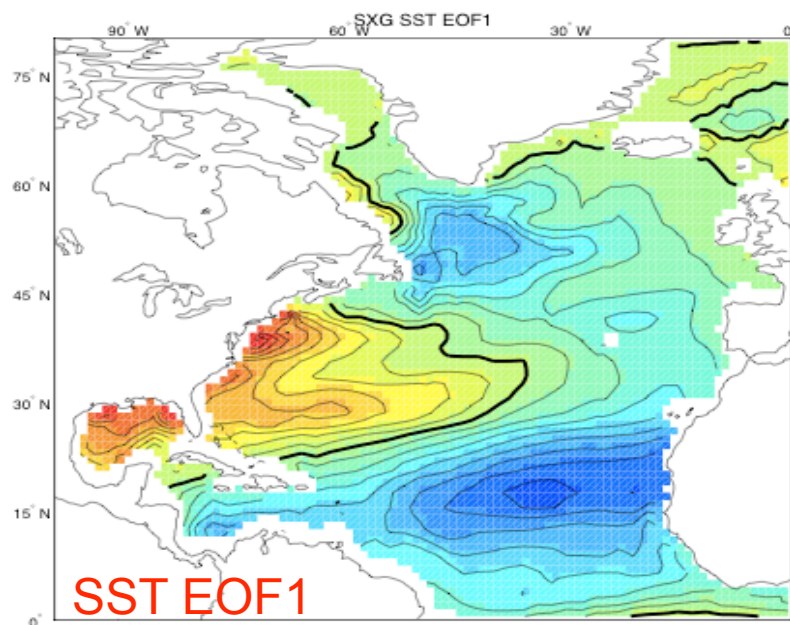 SXG SST EOF1
90° W 60° W 30° W 0
75° N
60° N
45° N
30° N
15° N
0°
SST EOF1